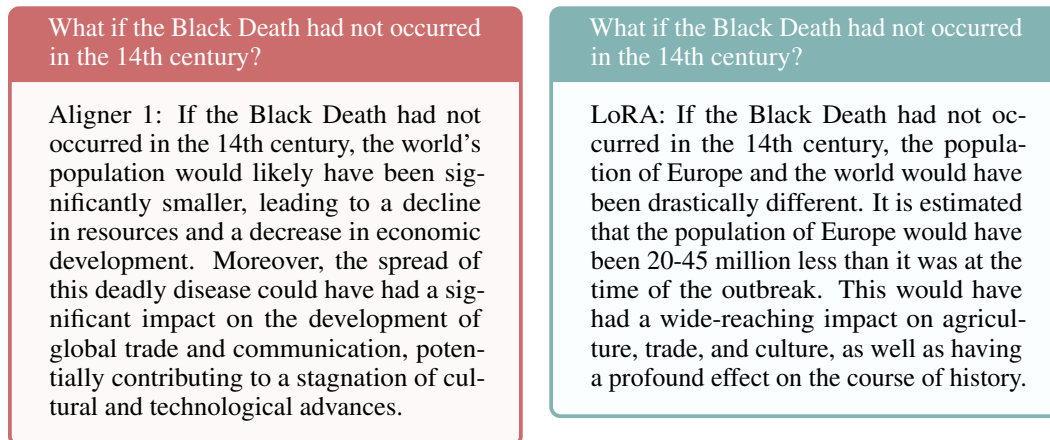 What if the Black Death had not occurred
in the 14th century?
Aligner 1: If the Black Death had not
occurred in the 14th century, the world's
population would likely have been sig-
nificantly smaller, leading to a decline
in resources and a decrease in economic
development. Moreover, the spread of
this deadly disease could have had a sig-
nificant impact on the development of
global trade and communication, poten-
tially contributing to a stagnation of cul-
tural and technological advances.
What if the Black Death had not occurred
in the 14th century?
LoRA: If the Black Death had not oc-
curred in the 14th century, the popula-
tion of Europe and the world would have
been drastically different. It is estimated
that the population of Europe would have
been 20-45 million less than it was at the
time of the outbreak. This would have
had a wide-reaching impact on agricul-
ture, trade, and culture, as well as having
a profound effect on the course of history.